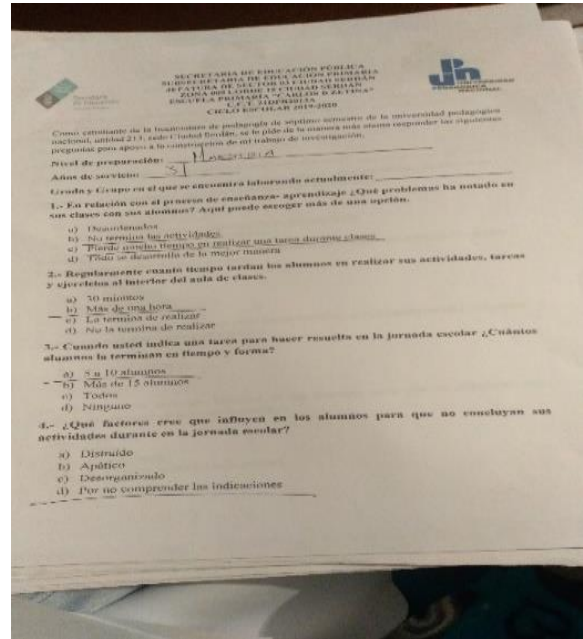 SECRETARIA DE EDUCACIÓN PÚBLICA
SUBSECRETARIA DE EDUCACIÓN PRIMARIA
JEFATURA DE SECTOR 03 CIUDAD SERDÁN
ZONA CIUDAD SERDÁN
ESCUELA PRIMARIA
CICLO ESCOLAR 2019-2020
UNIVERSIDAD
PEDAGÓGICA
NACIONAL
Como estudiante de la licenciatura de pedagogía de séptimo semestre de la universidad pedagógica
nacional, unidad 213, sede Ciudad Serdán, se le pide de la manera más atenta responder las siguientes
preguntas para apoyo a la construcción de mi trabajo de investigación.
Nivel de preparación:
Años de servicio:
Grado y Grupo en el que se encuentra laborando actualmente:
1.- En relación con el proceso de enseñanza- aprendizaje ¿Qué problemas ha notado en
sus clases con sus alumnos? Aquí puede escoger más de una opción.
a) Desordenados
b) No termina las actividades
c) Pierde mucho tiempo en realizar una tarea durante clases
d) Todo se desarrolla de la mejor manera
2.- Regularmente cuanto tiempo tardan los alumnos en realizar sus actividades, tareas
y ejercicios al interior del aula de clases.
a) 30 minutos
b) Más de una hora
c) La termina de realizar
d) No la termina de realizar
3.- Cuando usted indica una tarea para hacer resuelta en la jornada escolar ¿Cuántos
alumnos la terminan en tiempo y forma?
a) 5 a 10 alumnos
b) Más de 15 alumnos
c) Todos
d) Ninguno
4.- ¿Qué factores cree que influyen en los alumnos para que no concluyan sus
actividades durante en la jornada escolar?
a) Distraído
b) Apático
c) Desorganizado
d) Por no comprender las indicaciones